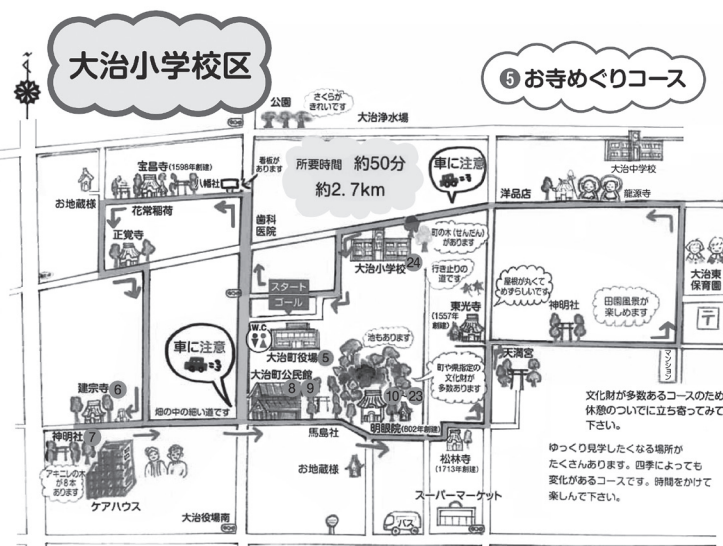 大治小学校区
❺お寺めぐりコース
公園
さくらが
きれいです
大治浄水場
宝昌寺(1598年創建)
八幡社
看板が
あります
所要時間 約50分
約2.7km
車に注意
大治中学校
お地蔵様
花常稲荷
歯科
医院
洋品店
龍源寺
正覚寺
町の木(せんだん)
があります
大治小学校
24
行き止りの
道です
大治東
保育園
スタート
ゴール
屋根が丸くて
めずらしいです
東光寺
(1557年
創建)
神明社
田園風景が
楽しめます
〒
W.C.
大治町役場
5
池もあります
車に注意
天満宮
マンション
大治町公民館
8
9
町や県指定の
文化財が
多数あります
建宗寺
6
畑の中の細い道です
10
23
文化財が多数あるコースのため
休憩のついでに立ち寄ってみて
下さい。
神明社
7
馬島社
明眼院(802年創建)
松林寺
(1713年創建)
ゆっくり見学したくなる場所が
たくさんあります。四季によっても
変化があるコースです。時間をかけて
楽しんで下さい。
アキニレの木
が8本
あります
お地蔵様
ケアハウス
スーパーマーケット
大治役場南
バス